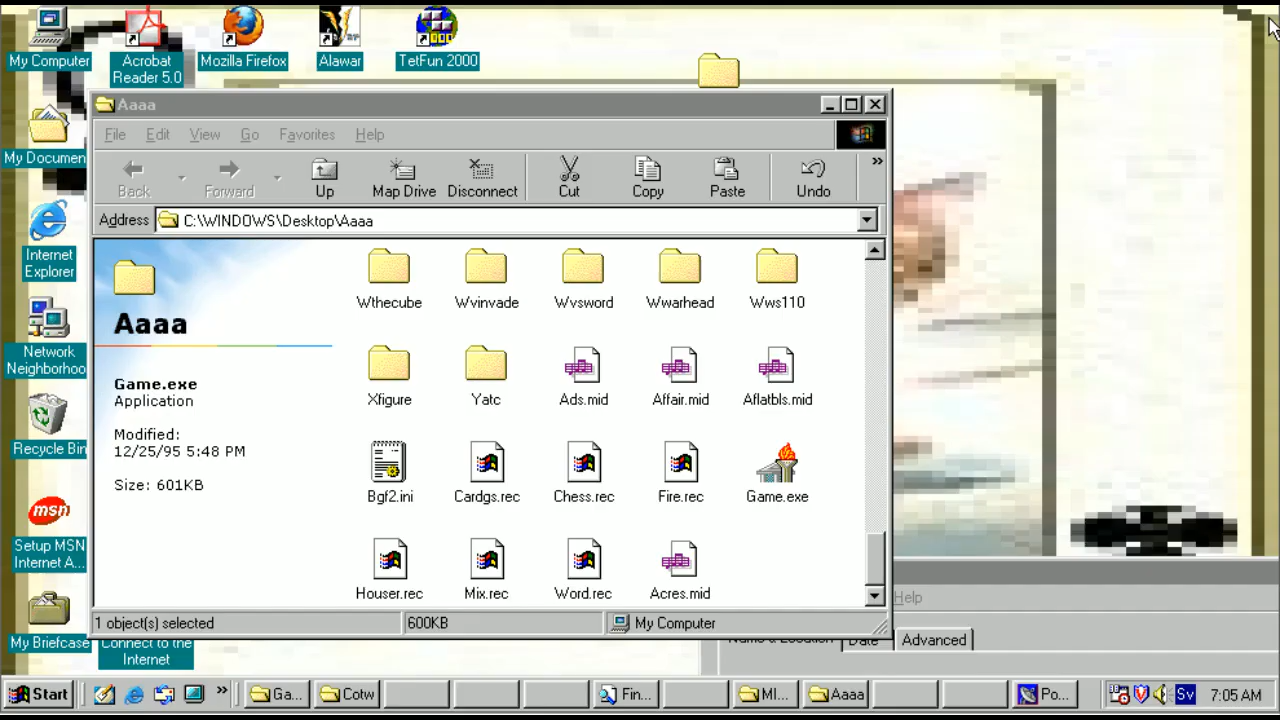 My Computer
Acrobat
Reader 5.0
Mozilla Firefox
Alawar
TetFun 2000
Aaaa
File Edit View Go Favorites Help
Back Forward Up Map Drive Disconnect Cut Copy Paste Undo »
Address C:\WINDOWS\Desktop\Aaaa
My Documen
Internet
Explorer
Network
Neighborhoo
Recycle Bin
msn
Setup MSN
Internet A...
My Briefcase
Connect to the
Internet
Aaaa
Game.exe
Application
Modified:
12/25/95 5:48 PM
Size: 601KB
Wthecube Wvinvade Wvsword Wwarhead Wws110
Xfigure Yatc Ads.mid Affair.mid Aflatbls.mid
Bgf2.ini Cardgs.rec Chess.rec Fire.rec Game.exe
Houser.rec Mix.rec Word.rec Acres.mid
1 object(s) selected 600KB My Computer
Help
Name & Location Date Advanced
Start » Ga... Cotw Fin... MI... Aaaa Po... Sv 7:05 AM